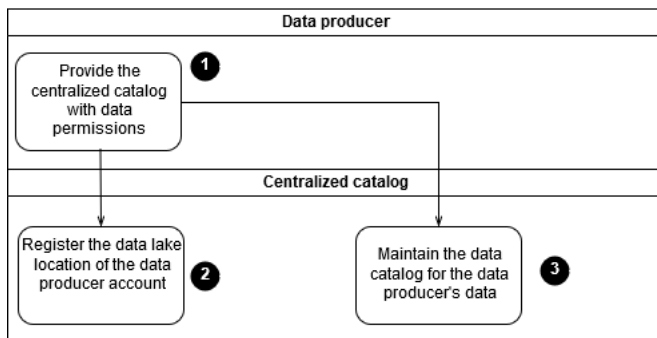 Data producer
1
Provide the
centralized catalog
with data
permissions
Centralized catalog
Register the data lake
location of the data
producer account
2
Maintain the data
catalog for the data
producer's data
3